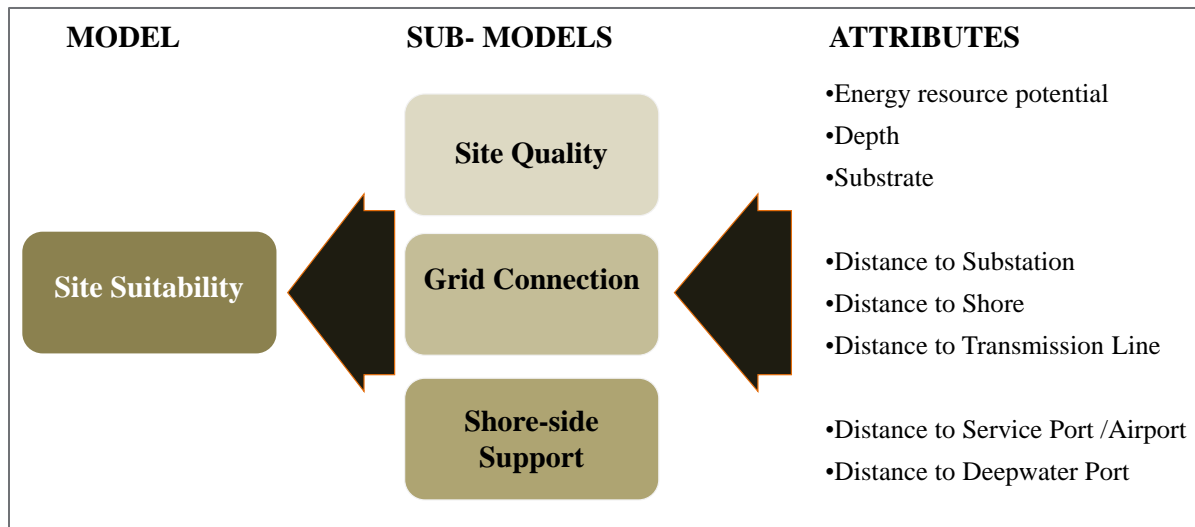 MODEL
SUB- MODELS
ATTRIBUTES
Site Suitability
Site Quality
Grid Connection
Shore-side
Support
•Energy resource potential
•Depth
•Substrate
•Distance to Substation
•Distance to Shore
•Distance to Transmission Line
•Distance to Service Port /Airport
•Distance to Deepwater Port